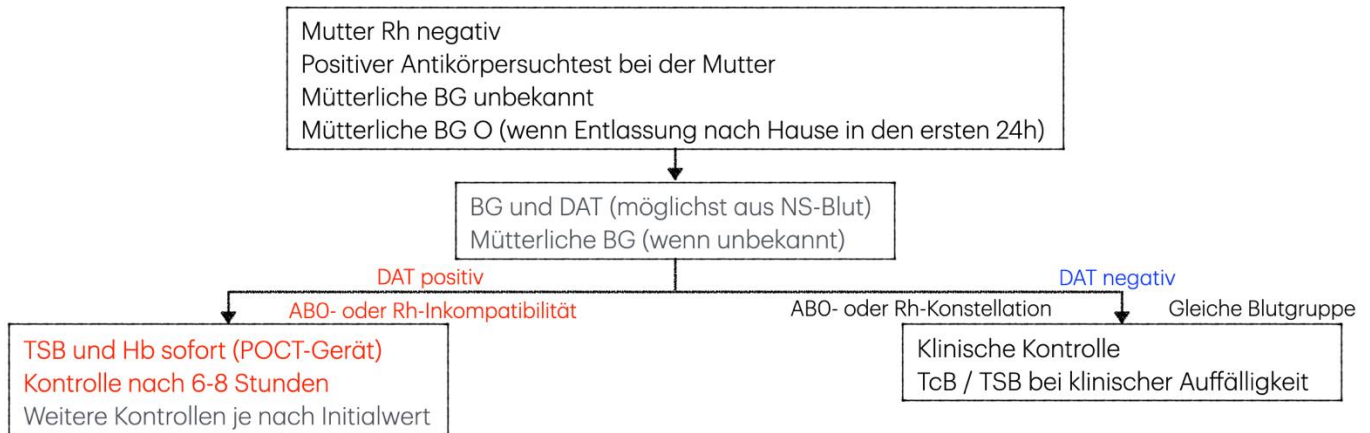 Mutter Rh negativ
Positiver Antikörpersuchtest bei der Mutter
Mütterliche BG unbekannt
Mütterliche BG O (wenn Entlassung nach Hause in den ersten 24h)
BG und DAT (möglichst aus NS-Blut)
Mütterliche BG (wenn unbekannt)
DAT positiv
DAT negativ
AB0- oder Rh-Inkompatibilität
AB0- oder Rh-Konstellation
Gleiche Blutgruppe
TSB und Hb sofort (POCT-Gerät)
Kontrolle nach 6-8 Stunden
Weitere Kontrollen je nach Initialwert
Klinische Kontrolle
TcB / TSB bei klinischer Auffälligkeit